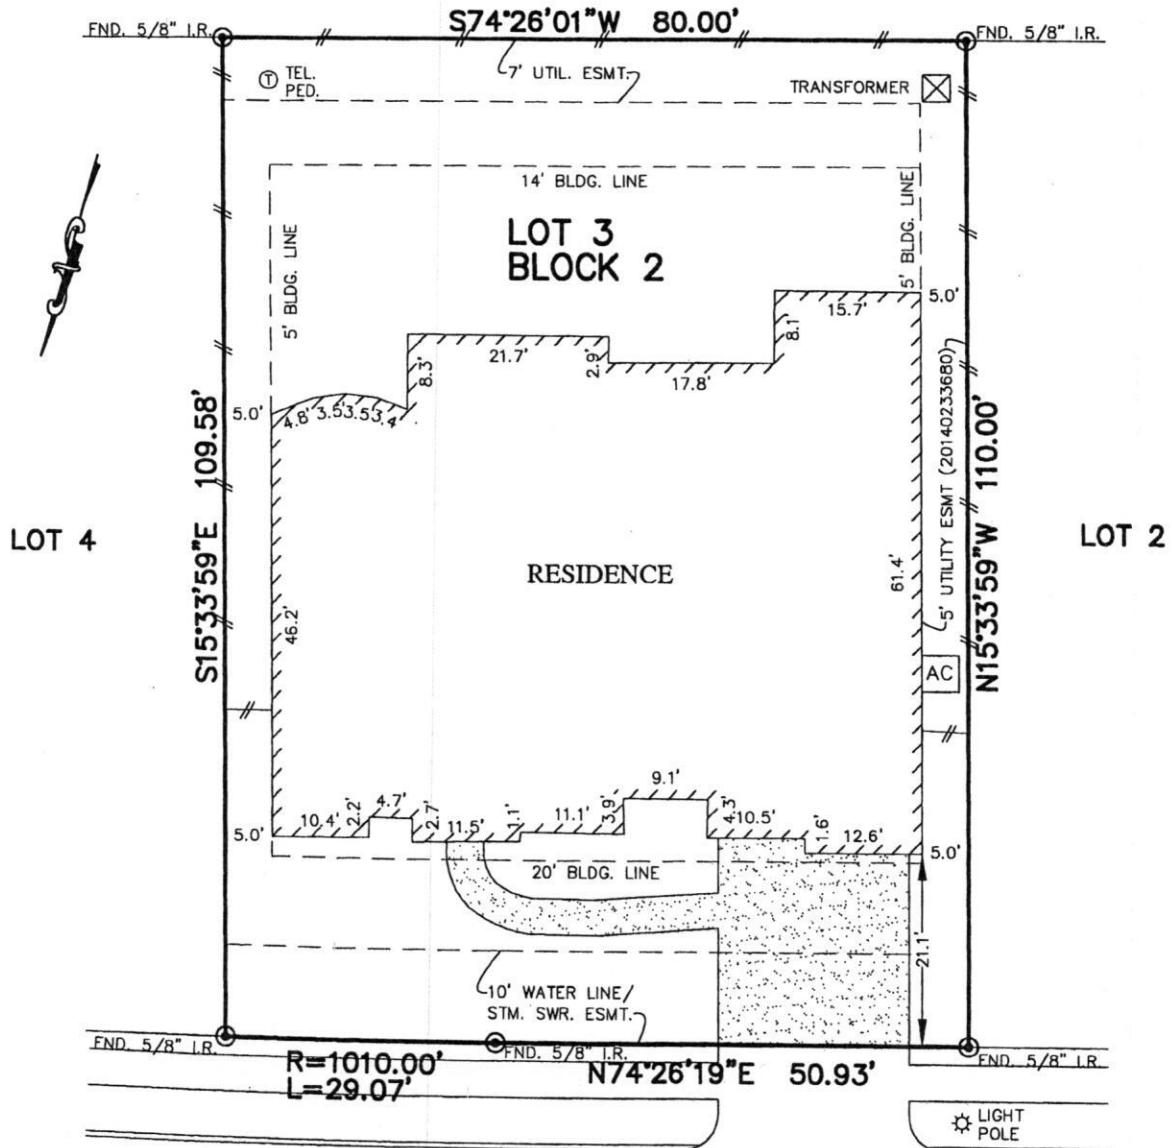 S74°26'01"W 80.00'
FND. 5/8" I.R.
FND. 5/8" I.R.
T
TEL.
PED.
7' UTIL. ESMT.
TRANSFORMER
14' BLDG. LINE
5' BLDG. LINE
5' BLDG. LINE
LOT 3
BLOCK 2
15.7'
5.0'
8.1'
21.7'
2.9'
17.8'
8.3'
5.0'
4.8'
3.5'
3.5'
3.4'
S15°33'59"E 109.58'
N15°33'59"W 110.00'
5' UTILITY ESMT (20140233680)
LOT 4
LOT 2
RESIDENCE
61.4'
46.2'
AC
9.1'
4.7'
2.2'
10.4'
2.7'
11.5'
1.1'
11.1'
3.9'
4.3'
10.5'
1.6'
12.6'
5.0'
5.0'
20' BLDG. LINE
21.1'
10' WATER LINE/
STM. SWR. ESMT.
FND. 5/8" I.R.
FND. 5/8" I.R.
FND. 5/8" I.R.
R=1010.00'
L=29.07'
N74°26'19"E 50.93'
LIGHT
POLE